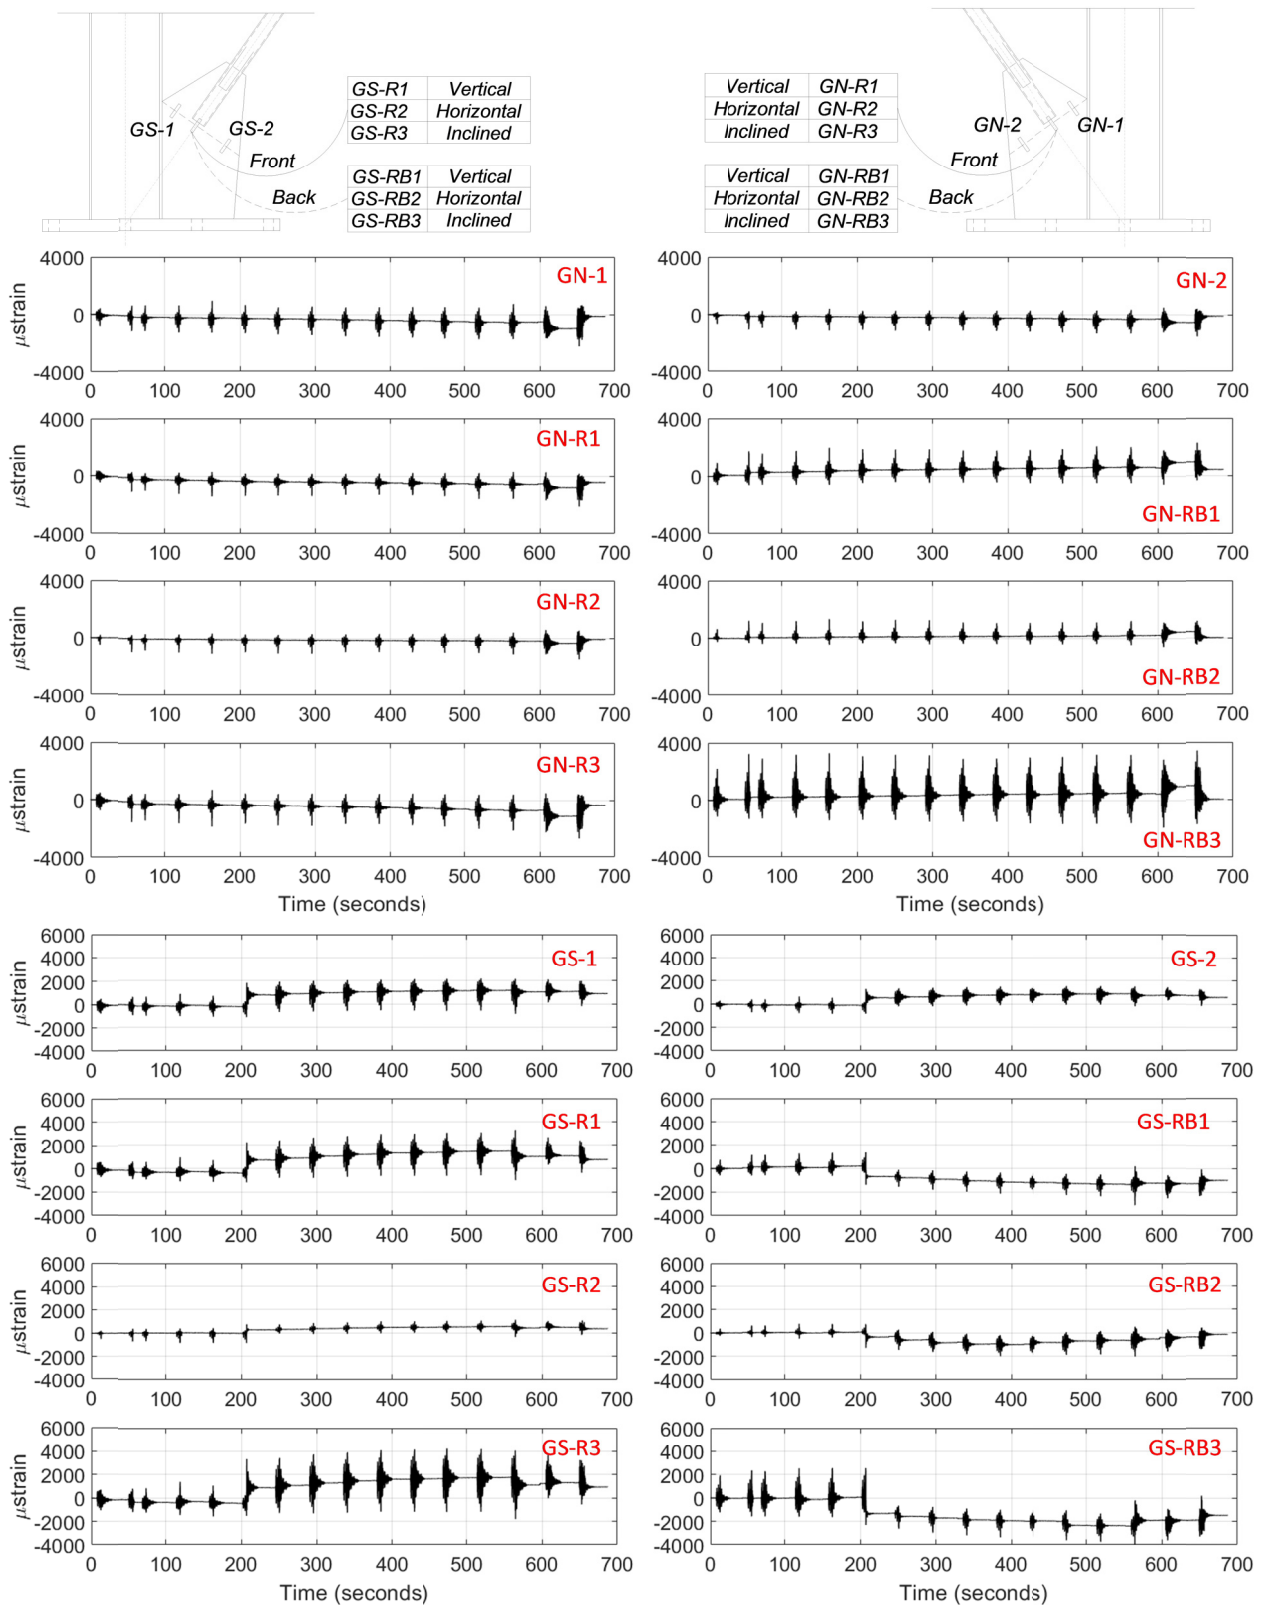 GS-1
GS-2
Front
Back
GS-R1 Vertical
GS-R2 Horizontal
GS-R3 Inclined
GS-RB1 Vertical
GS-RB2 Horizontal
GS-RB3 Inclined
Vertical GN-R1
Horizontal GN-R2
Inclined GN-R3
Vertical GN-RB1
Horizontal GN-RB2
Inclined GN-RB3
GN-2
GN-1
Front
Back
4000
0
-4000
μstrain
GN-1
0 100 200 300 400 500 600 700
4000
0
-4000
GN-2
0 100 200 300 400 500 600 700
4000
0
-4000
μstrain
GN-R1
0 100 200 300 400 500 600 700
4000
0
-4000
GN-RB1
0 100 200 300 400 500 600 700
4000
0
-4000
μstrain
GN-R2
0 100 200 300 400 500 600 700
4000
0
-4000
GN-RB2
0 100 200 300 400 500 600 700
4000
0
-4000
μstrain
GN-R3
0 100 200 300 400 500 600 700
Time (seconds)
4000
0
-4000
GN-RB3
0 100 200 300 400 500 600 700
Time (seconds)
6000
4000
2000
0
-2000
-4000
μstrain
GS-1
0 100 200 300 400 500 600 700
6000
4000
2000
0
-2000
-4000
GS-2
0 100 200 300 400 500 600 700
6000
4000
2000
0
-2000
-4000
μstrain
GS-R1
0 100 200 300 400 500 600 700
6000
4000
2000
0
-2000
-4000
GS-RB1
0 100 200 300 400 500 600 700
6000
4000
2000
0
-2000
-4000
μstrain
GS-R2
0 100 200 300 400 500 600 700
6000
4000
2000
0
-2000
-4000
GS-RB2
0 100 200 300 400 500 600 700
6000
4000
2000
0
-2000
-4000
μstrain
GS-R3
0 100 200 300 400 500 600 700
Time (seconds)
6000
4000
2000
0
-2000
-4000
GS-RB3
0 100 200 300 400 500 600 700
Time (seconds)